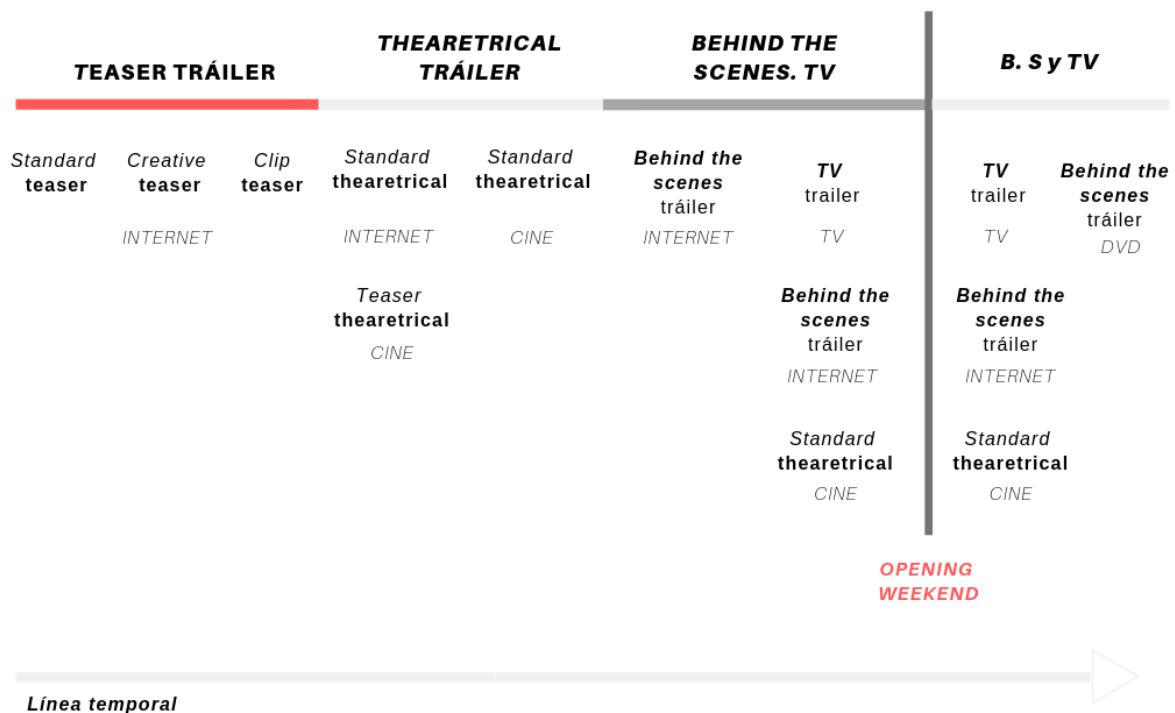 TEASER TRÁILER
THEARETRICAL
TRÁILER
BEHIND THE
SCENES. TV
B. S y TV
Standard
teaser
Creative
teaser
Clip
teaser
INTERNET
Standard
thearetrical
INTERNET
Standard
thearetrical
CINE
Teaser
thearetrical
CINE
Behind the
scenes
tráiler
INTERNET
TV
trailer
TV
Behind the
scenes
tráiler
INTERNET
Standard
thearetrical
CINE
TV
trailer
TV
Behind the
scenes
tráiler
DVD
Behind the
scenes
tráiler
INTERNET
Standard
thearetrical
CINE
OPENING
WEEKEND
Línea temporal